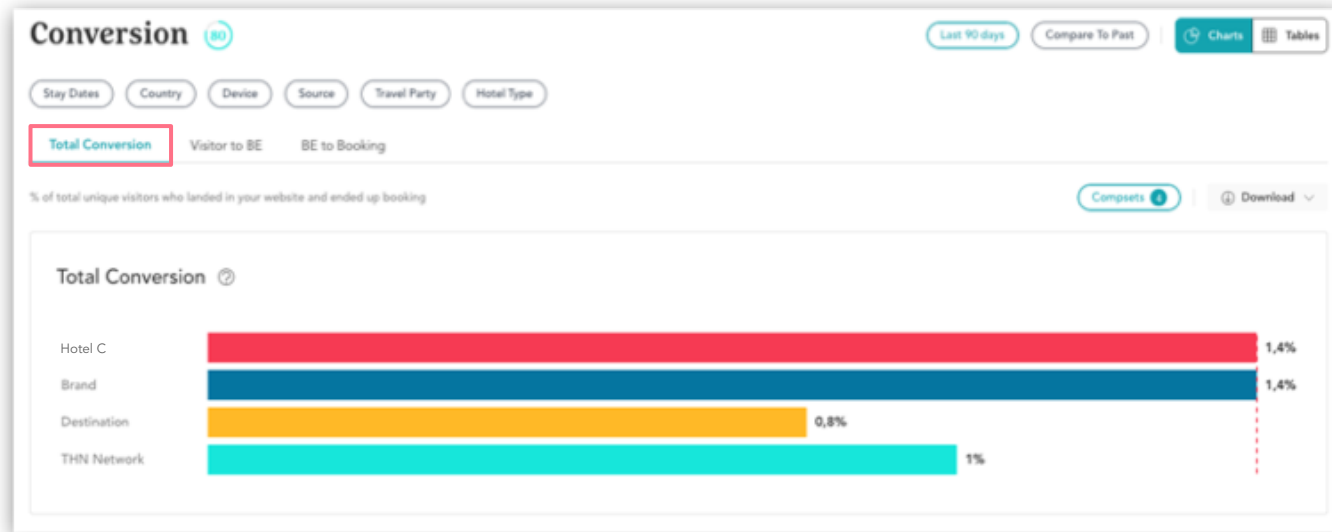 Conversion 80
Last 90 days Compare To Past Charts Tables
Stay Dates Country Device Source Travel Party Hotel Type
Total Conversion Visitor to BE BE to Booking
% of total unique visitors who landed in your website and ended up booking
Compsets 4 Download
Total Conversion ?
Hotel C 1,4%
Brand 1,4%
Destination 0,8%
THN Network 1%